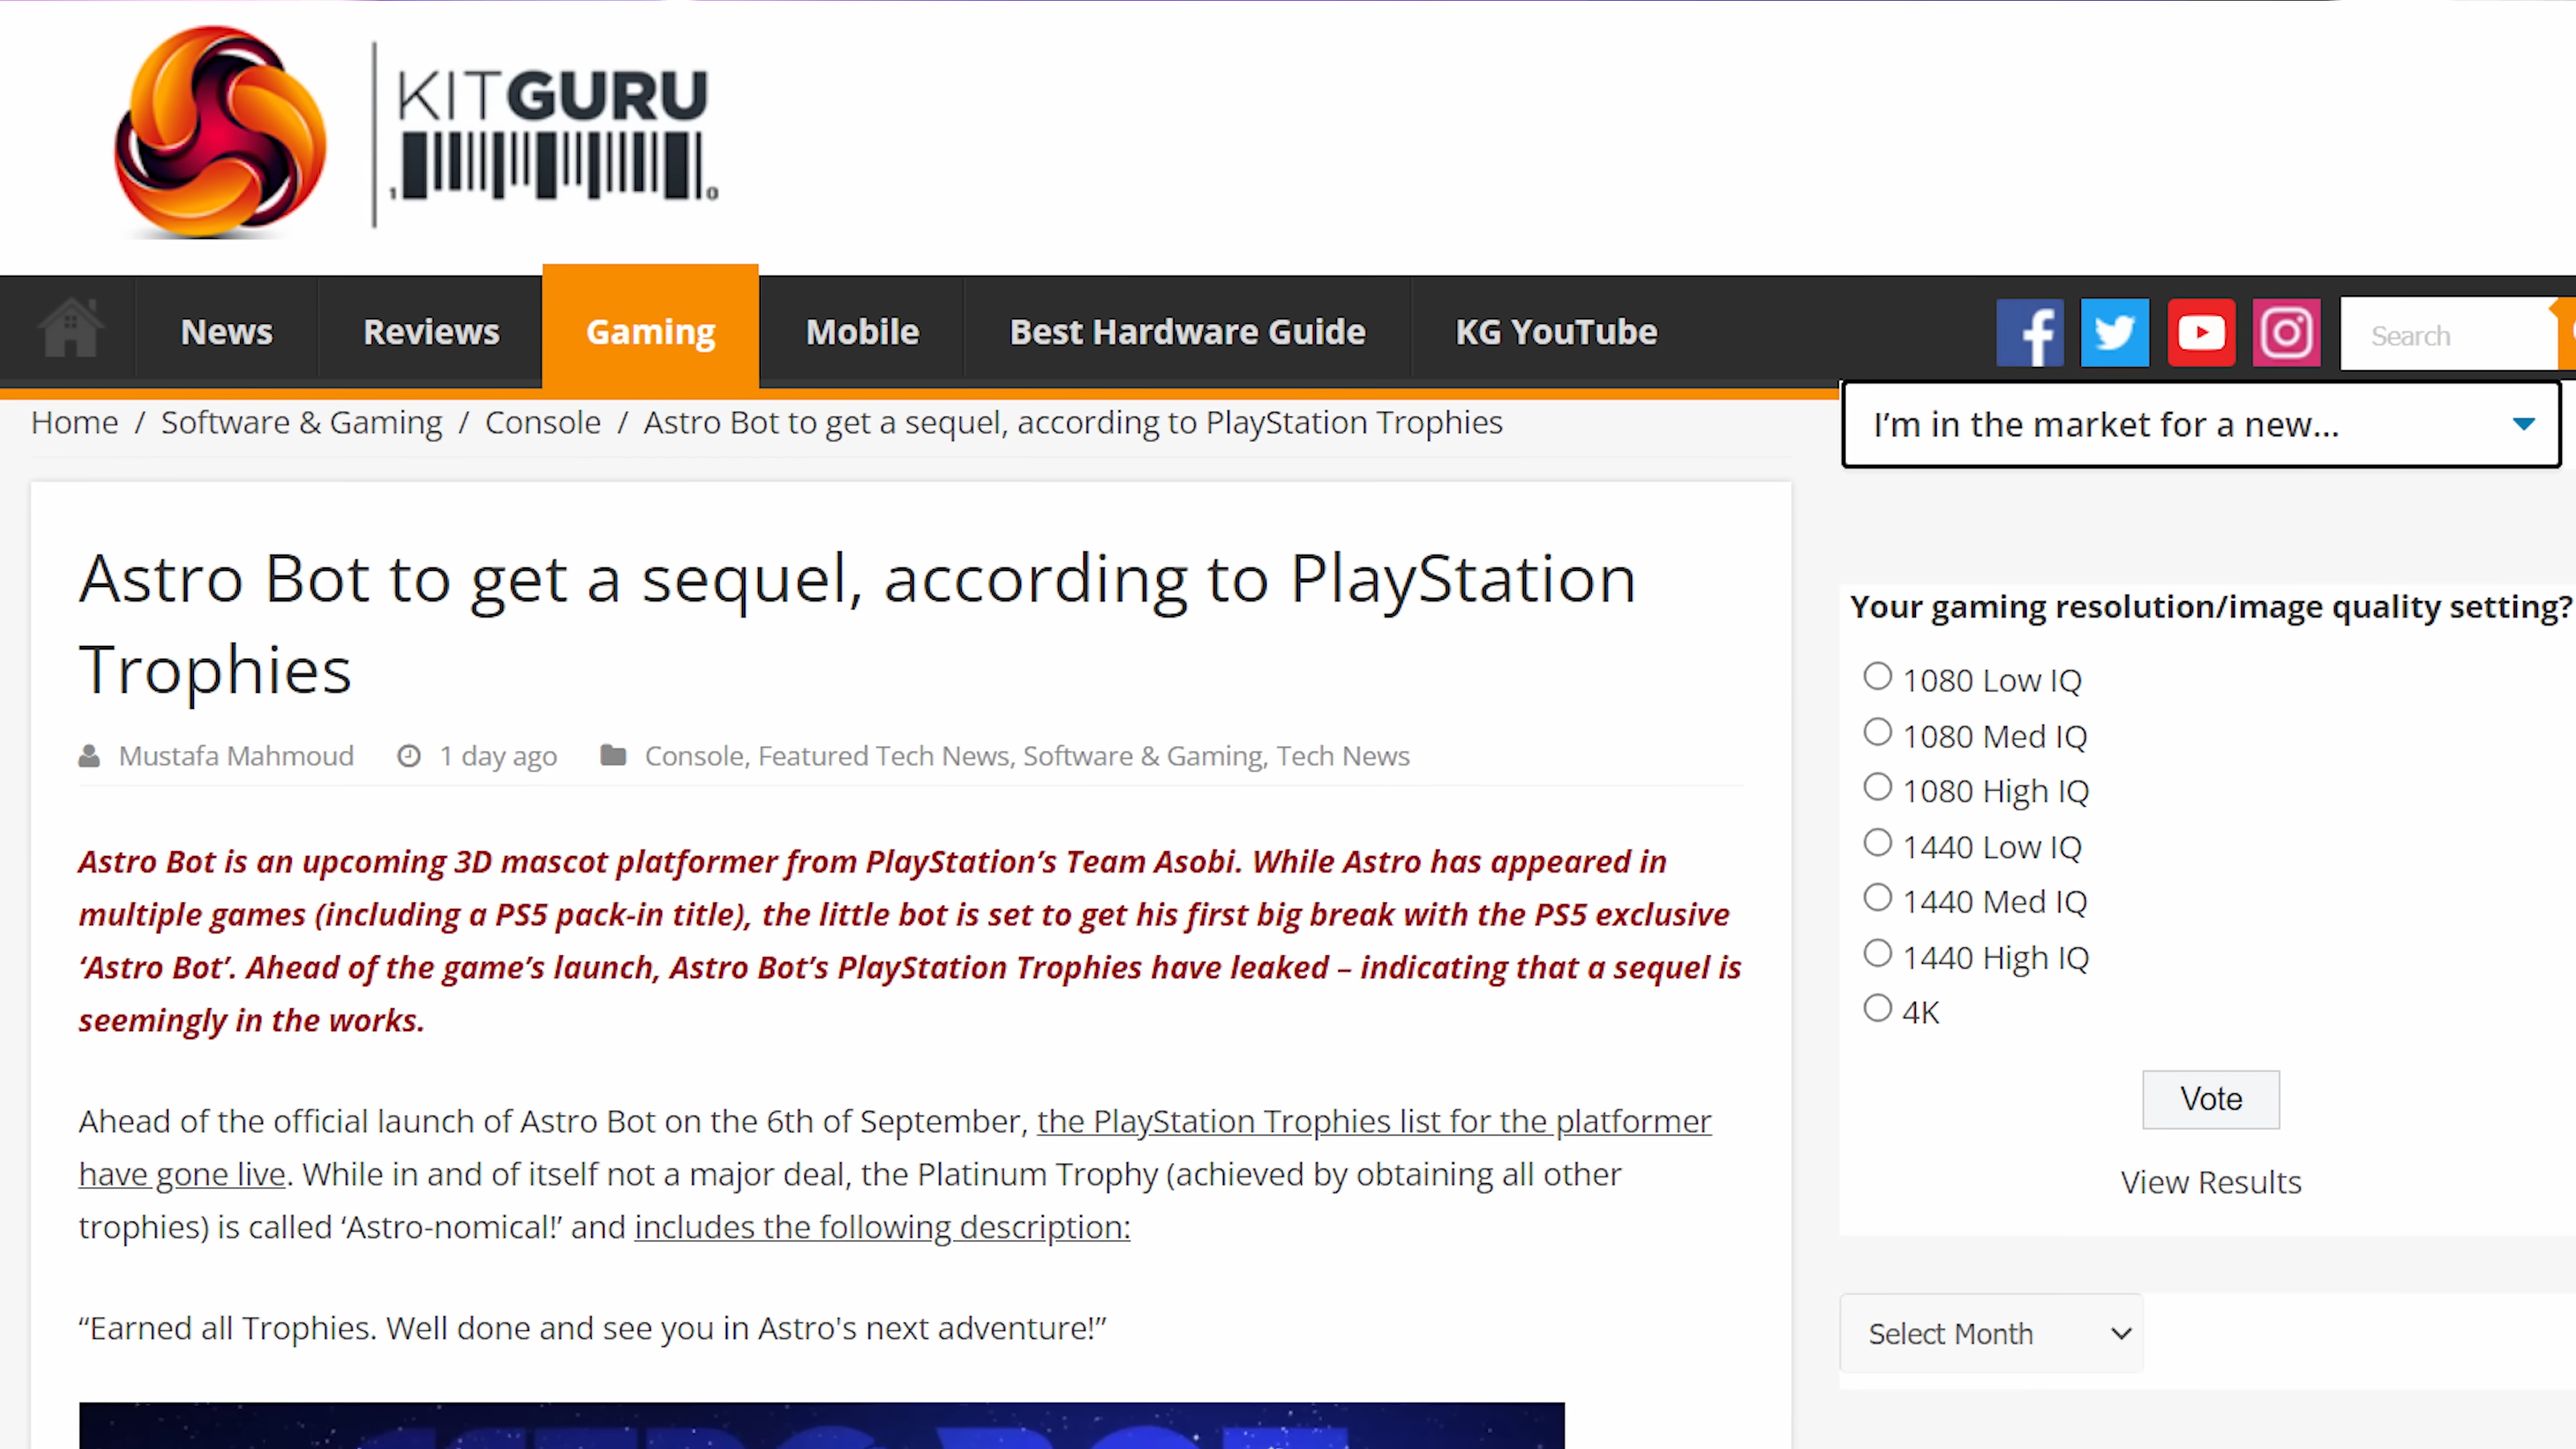 KITGURU
1 0
News Reviews Gaming Mobile Best Hardware Guide KG YouTube Search
Home / Software & Gaming / Console / Astro Bot to get a sequel, according to PlayStation Trophies
I’m in the market for a new...
Astro Bot to get a sequel, according to PlayStation
Trophies
Mustafa Mahmoud 1 day ago Console, Featured Tech News, Software & Gaming, Tech News
Astro Bot is an upcoming 3D mascot platformer from PlayStation’s Team Asobi. While Astro has appeared in
multiple games (including a PS5 pack-in title), the little bot is set to get his first big break with the PS5 exclusive
‘Astro Bot’. Ahead of the game’s launch, Astro Bot’s PlayStation Trophies have leaked – indicating that a sequel is
seemingly in the works.
Ahead of the official launch of Astro Bot on the 6th of September, the PlayStation Trophies list for the platformer
have gone live. While in and of itself not a major deal, the Platinum Trophy (achieved by obtaining all other
trophies) is called ‘Astro-nomical!’ and includes the following description:
“Earned all Trophies. Well done and see you in Astro's next adventure!”
Your gaming resolution/image quality setting?
1080 Low IQ
1080 Med IQ
1080 High IQ
1440 Low IQ
1440 Med IQ
1440 High IQ
4K
Vote
View Results
Select Month